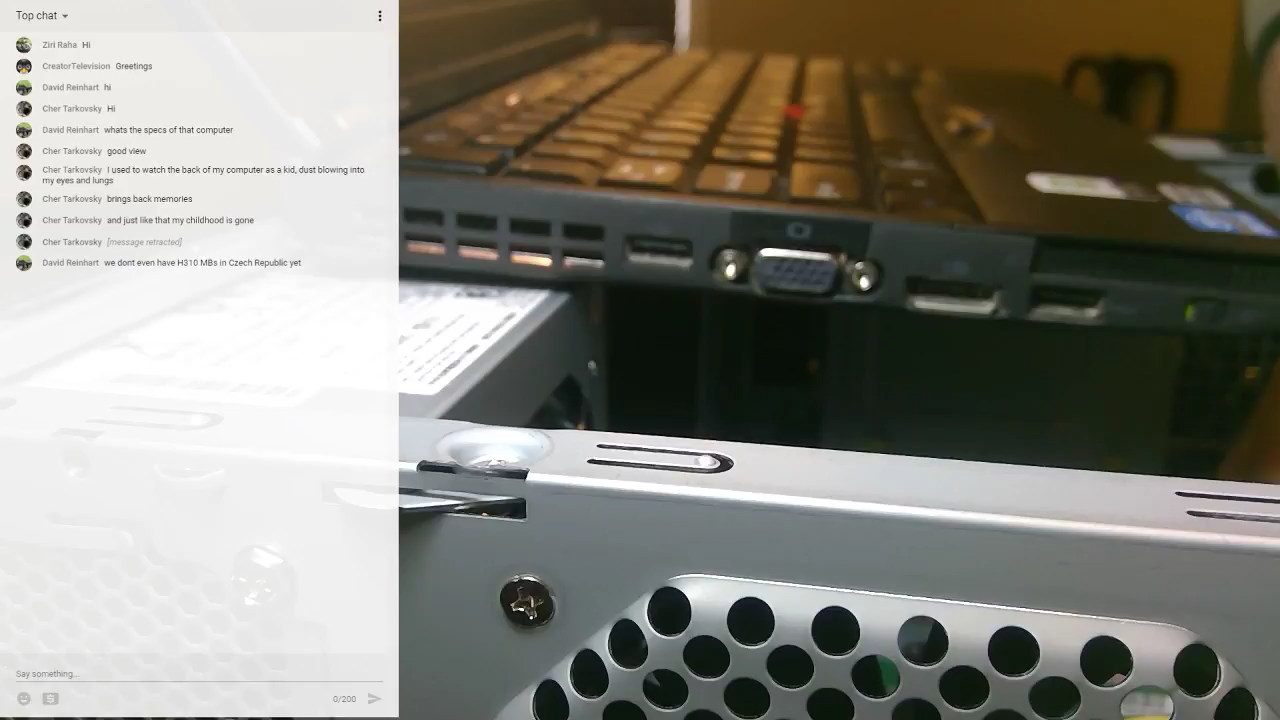 Top chat
Ziri Raha Hi
CreatorTelevision Greetings
David Reinhart hi
Cher Tarkovsky Hi
David Reinhart whats the specs of that computer
Cher Tarkovsky good view
Cher Tarkovsky I used to watch the back of my computer as a kid, dust blowing into
my eyes and lungs
Cher Tarkovsky brings back memories
Cher Tarkovsky and just like that my childhood is gone
Cher Tarkovsky [message retracted]
David Reinhart we dont even have H310 MBs in Czech Republic yet
Say something...
0/200